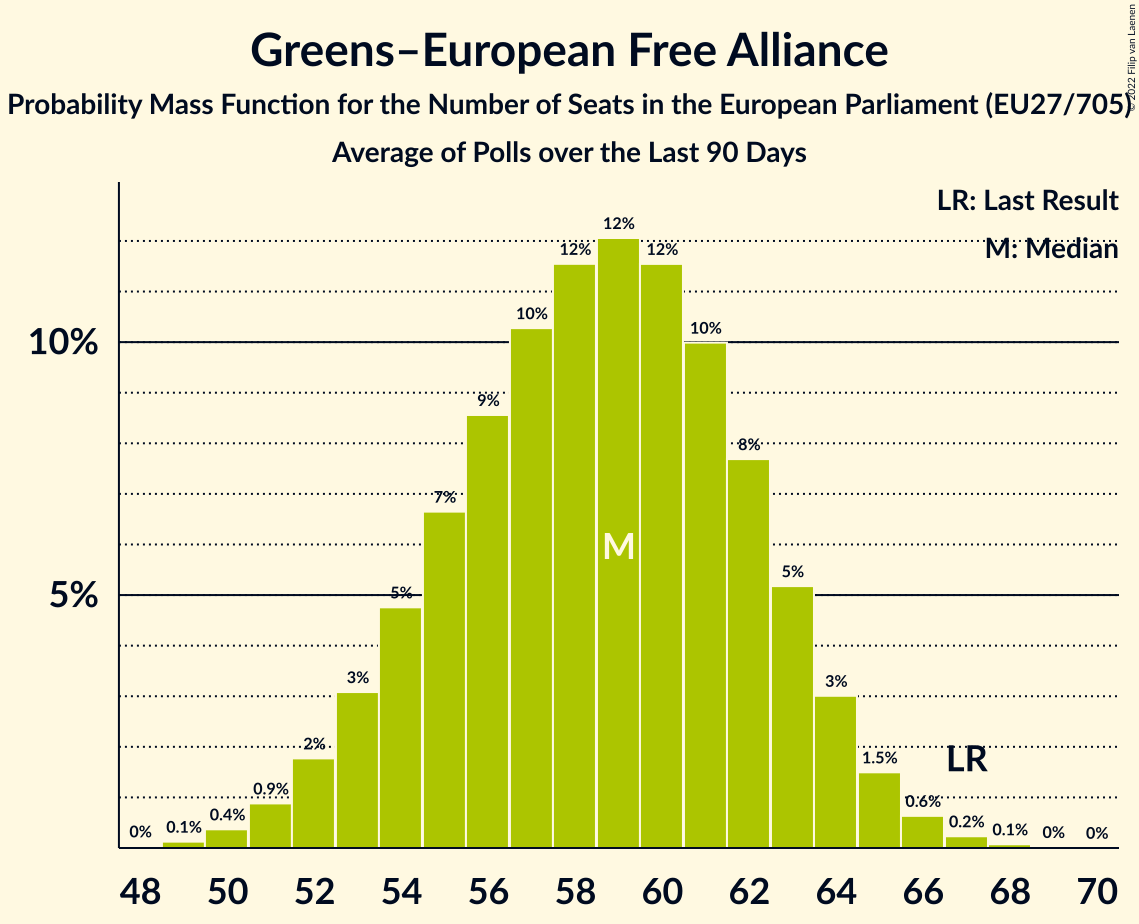 Greens–European Free Alliance
Probability Mass Function for the Number of Seats in the European Parliament (EU27/705)
Average of Polls over the Last 90 Days
© 2022 Filip van Laenen
LR: Last Result
M: Median
10%
5%
0%
0.1%
0.4%
0.9%
2%
3%
5%
7%
9%
10%
12%
12%
12%
10%
8%
5%
3%
1.5%
0.6%
0.2%
0.1%
0%
0%
M
LR
48 50 52 54 56 58 60 62 64 66 68 70